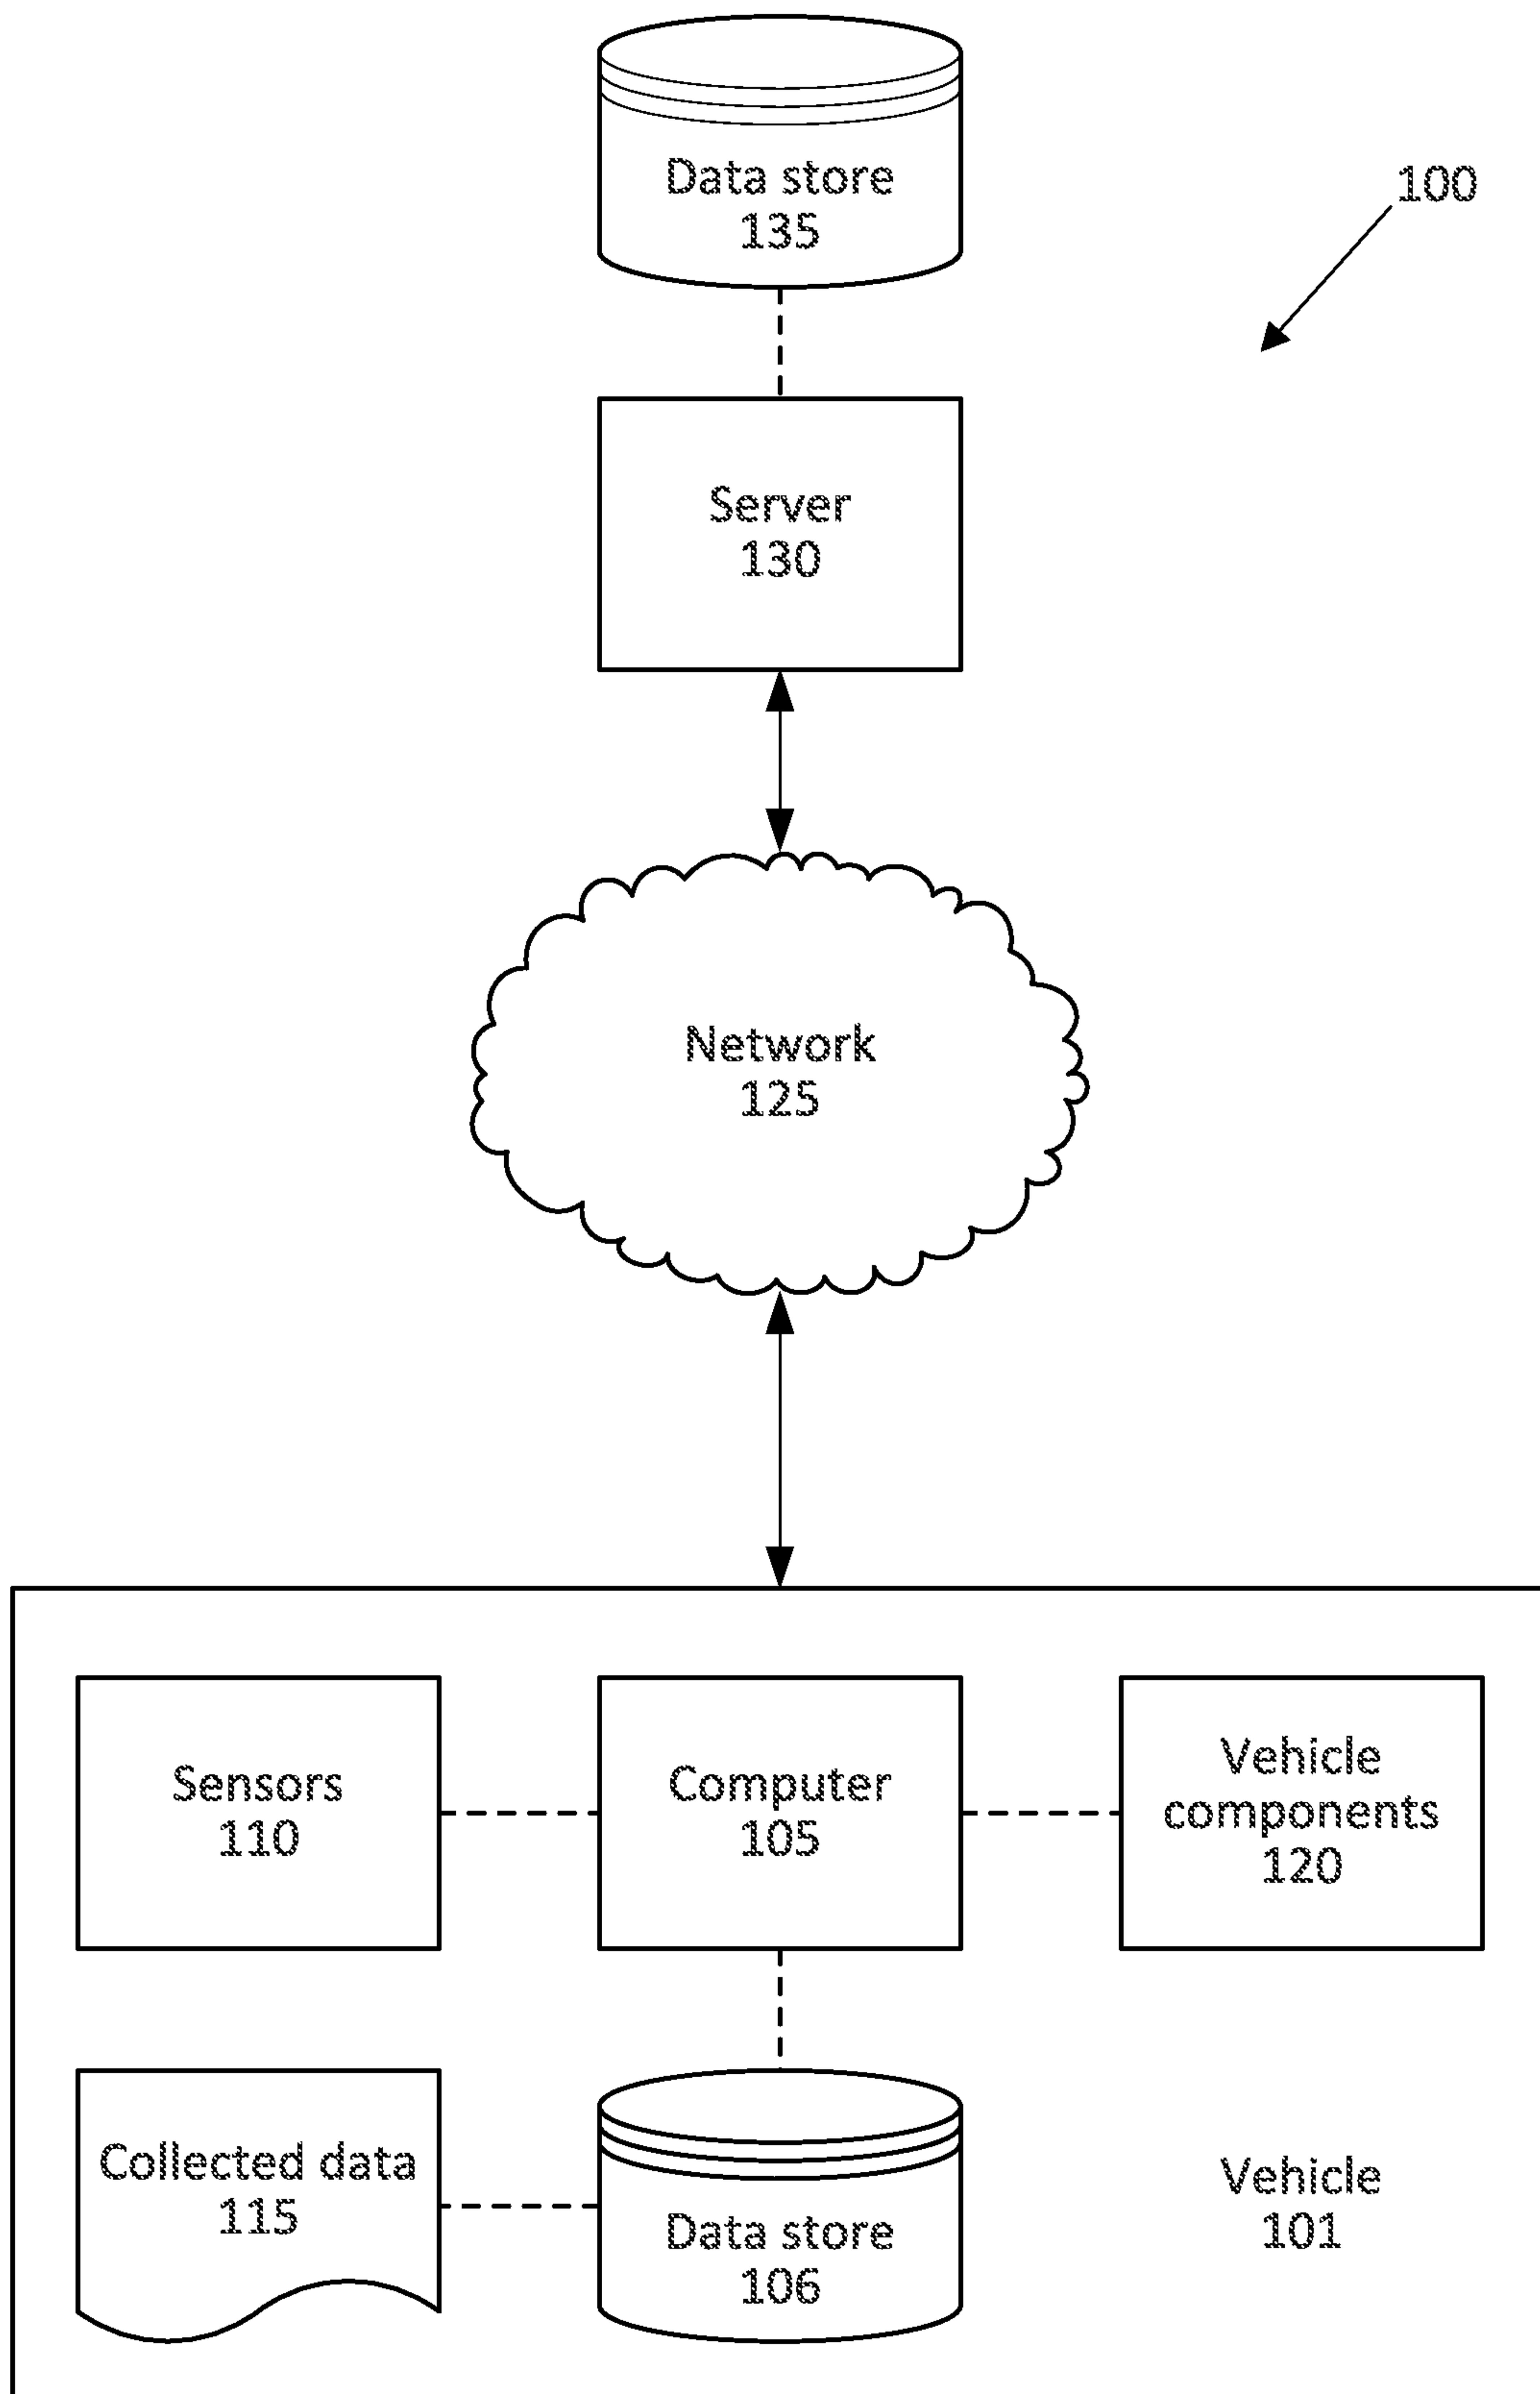 Data store
135
100
Server
130
Network
125
Sensors
110
Computer
105
Vehicle
components
120
Collected data
115
Data store
106
Vehicle
101